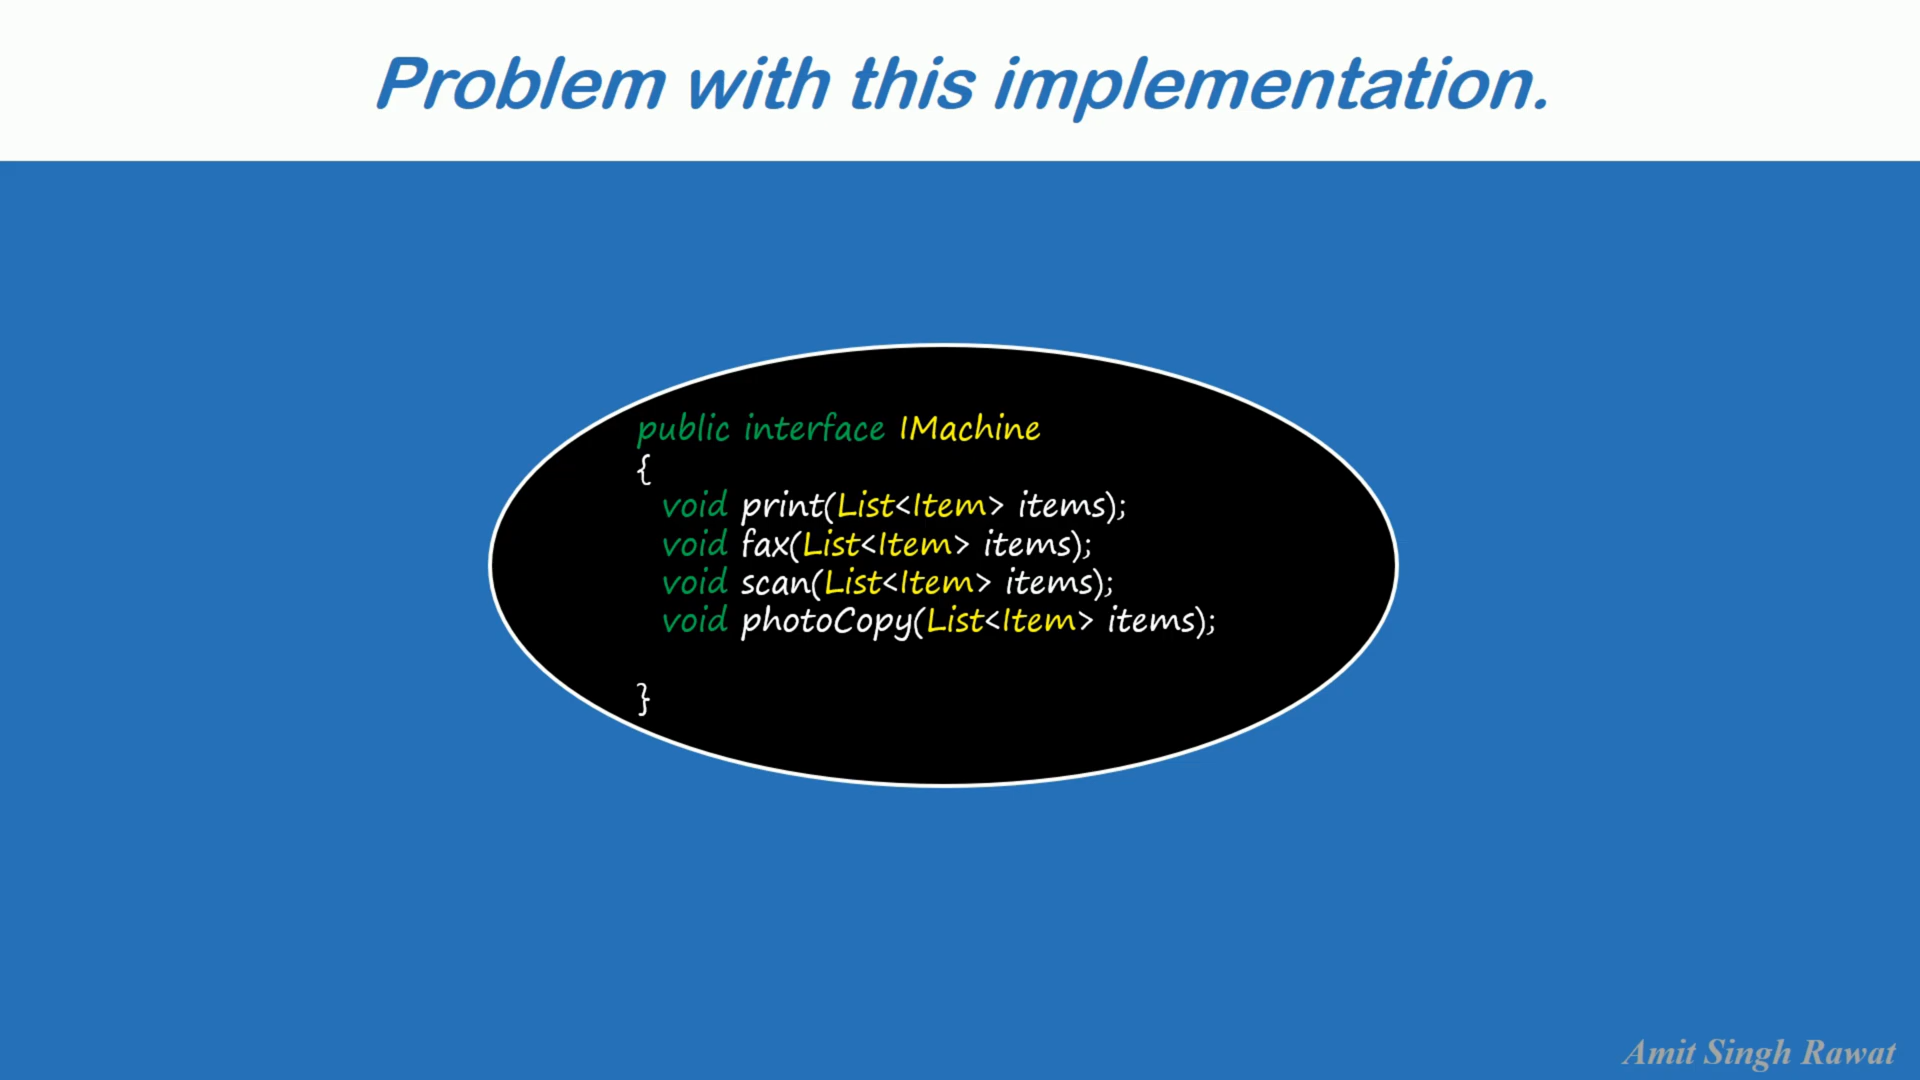 Problem with this implementation.
public interface IMachine
{
void print(List<Item> items);
void fax(List<Item> items);
void scan(List<Item> items);
void photoCopy(List<Item> items);
}
Amit Singh Rawat